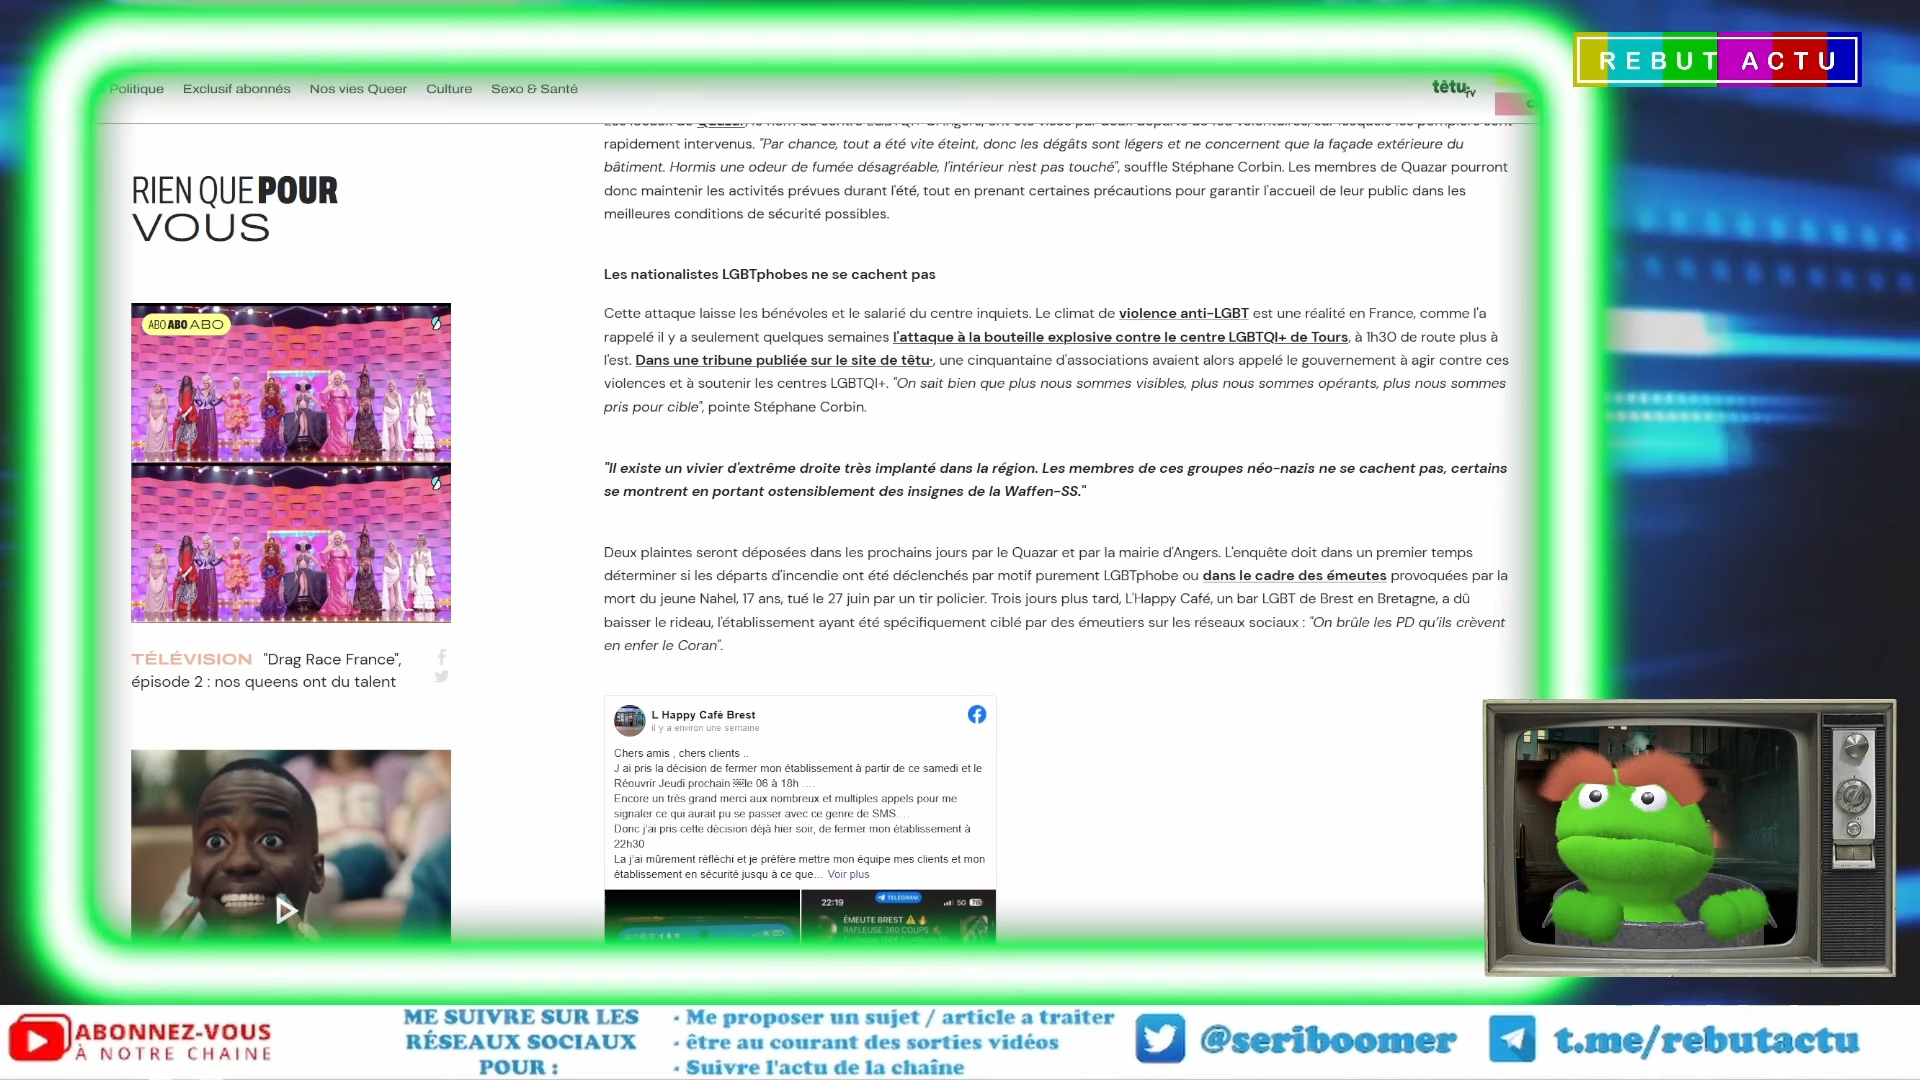 REBUT ACTU
Politique Exclusif abonnés Nos vies Queer Culture Sexo & Santé
têtu· TV
RIEN QUE POUR
VOUS
ABO ABO ABO
TÉLÉVISION "Drag Race France",
épisode 2 : nos queens ont du talent
rapidement intervenus. "Par chance, tout a été vite éteint, donc les dégâts sont légers et ne concernent que la façade extérieure du
bâtiment. Hormis une odeur de fumée désagréable, l'intérieur n'est pas touché", souffle Stéphane Corbin. Les membres de Quazar pourront
donc maintenir les activités prévues durant l'été, tout en prenant certaines précautions pour garantir l'accueil de leur public dans les
meilleures conditions de sécurité possibles.
Les nationalistes LGBTphobes ne se cachent pas
Cette attaque laisse les bénévoles et le salarié du centre inquiets. Le climat de violence anti-LGBT est une réalité en France, comme l'a
rappelé il y a seulement quelques semaines l'attaque à la bouteille explosive contre le centre LGBTQI+ de Tours, à 1h30 de route plus à
l'est. Dans une tribune publiée sur le site de têtu·, une cinquantaine d'associations avaient alors appelé le gouvernement à agir contre ces
violences et à soutenir les centres LGBTQI+. "On sait bien que plus nous sommes visibles, plus nous sommes opérants, plus nous sommes
pris pour cible", pointe Stéphane Corbin.
"Il existe un vivier d'extrême droite très implanté dans la région. Les membres de ces groupes néo-nazis ne se cachent pas, certains
se montrent en portant ostensiblement des insignes de la Waffen-SS."
Deux plaintes seront déposées dans les prochains jours par le Quazar et par la mairie d'Angers. L'enquête doit dans un premier temps
déterminer si les départs d'incendie ont été déclenchés par motif purement LGBTphobe ou dans le cadre des émeutes provoquées par la
mort du jeune Nahel, 17 ans, tué le 27 juin par un tir policier. Trois jours plus tard, L'Happy Café, un bar LGBT de Brest en Bretagne, a dû
baisser le rideau, l'établissement ayant été spécifiquement ciblé par des émeutiers sur les réseaux sociaux : "On brûle les PD qu'ils crèvent
en enfer le Coran".
L Happy Café Brest
il y a environ une semaine
Chers amis , chers clients ..
J ai pris la décision de fermer mon établissement à partir de ce samedi et le
Réouvrir Jeudi prochain le 06 à 18h ....
Encore un très grand merci aux nombreux et multiples appels pour me
signaler ce qui aurait pu se passer avec ce genre de SMS....
Donc j'ai pris cette décision déjà hier soir, de fermer mon établissement à
22h30
La j'ai mûrement réfléchi et je préfère mettre mon équipe mes clients et mon
établissement en sécurité jusqu à ce que... Voir plus
TELEGRAM
22:19 5G 70
ÉMEUTE BREST
RAFLEUSE 360 COUPS
ABONNEZ-VOUS
À NOTRE CHAINE
ME SUIVRE SUR LES
RÉSEAUX SOCIAUX
POUR :
- Me proposer un sujet / article a traiter
- être au courant des sorties vidéos
- Suivre l'actu de la chaîne
@seriboomer
t.me/rebutactu